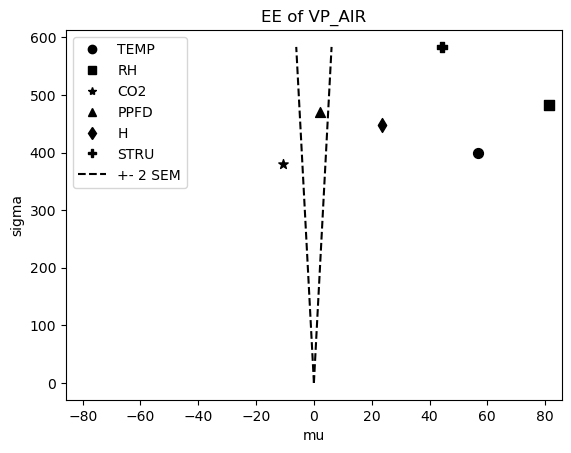 EE of VP_AIR
TEMP
RH
CO2
PPFD
H
STRU
+- 2 SEM
600
500
400
300
200
100
0
sigma
−80 −60 −40 −20 0 20 40 60 80
mu